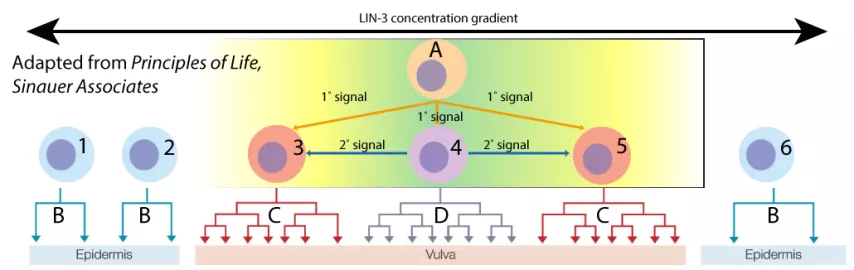 LIN-3 concentration gradient
Adapted from Principles of Life,
Sinauer Associates
A
1° signal 1° signal
1° signal
1 2 3 2° signal 4 2° signal 5 6
B B C D C B
Epidermis Vulva Epidermis